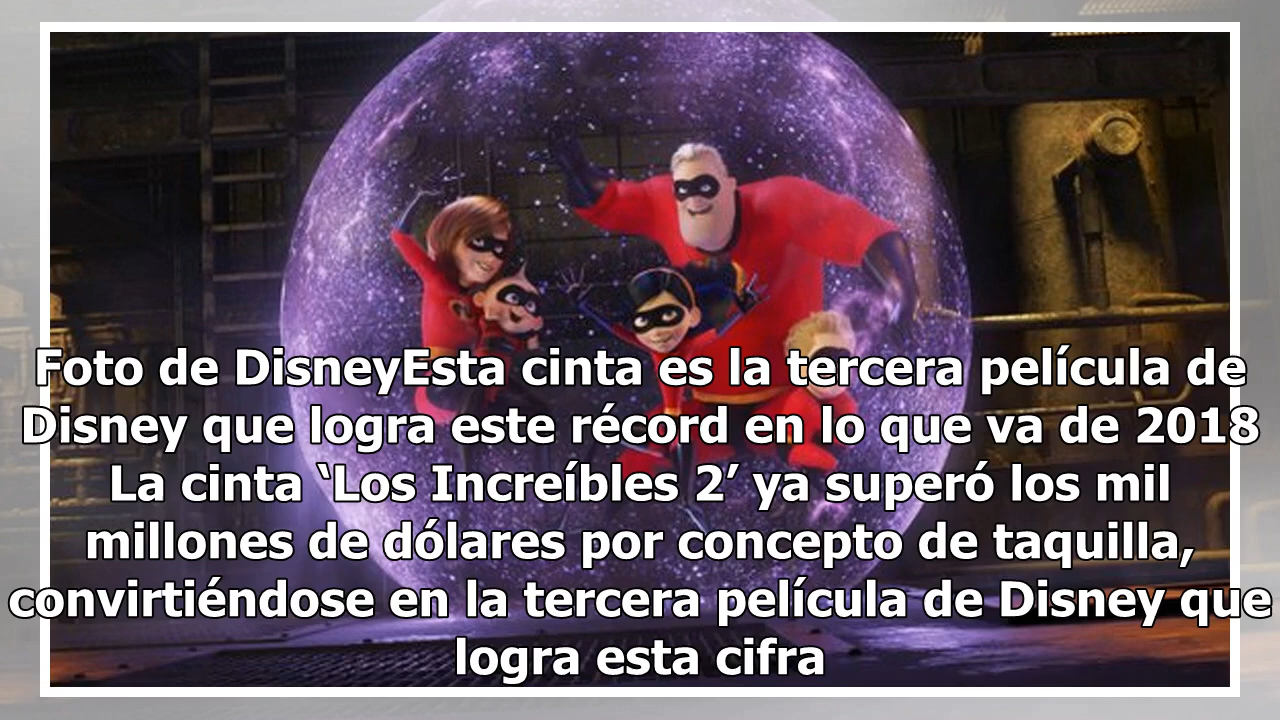 Foto de DisneyEsta cinta es la tercera película de
Disney que logra este récord en lo que va de 2018
La cinta ‘Los Increíbles 2’ ya superó los mil
millones de dólares por concepto de taquilla,
convirtiéndose en la tercera película de Disney que
logra esta cifra